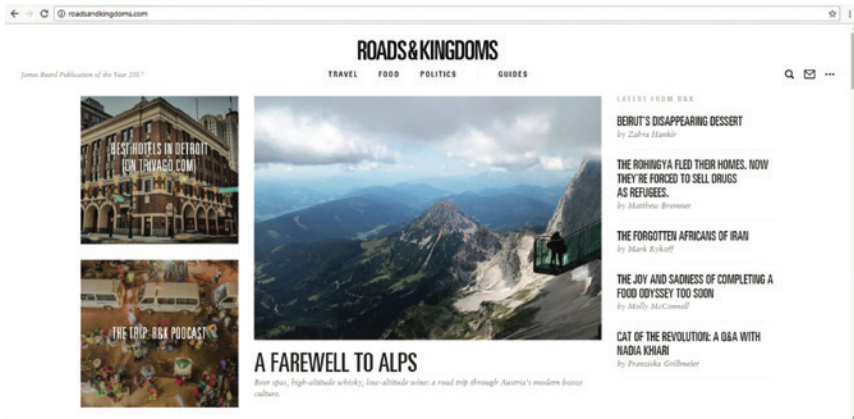 roadsandkingdoms.com
ROADS & KINGDOMS
James Beard Publication of the Year 2017
TRAVEL FOOD POLITICS GUIDES
BEST HOTELS IN DETROIT
(ON TRIVAGO.COM)
THE TRIP: R&K PODCAST
A FAREWELL TO ALPS
Beer spas, high-altitude whisky, low-altitude wine: a road trip through Austria's modern booze
culture.
LATEST FROM R&K
BEIRUT'S DISAPPEARING DESSERT
by Zahra Hankir
THE ROHINGYA FLED THEIR HOMES. NOW
THEY'RE FORCED TO SELL DRUGS
AS REFUGEES.
by Matthew Bremner
THE FORGOTTEN AFRICANS OF IRAN
by Mark Rykoff
THE JOY AND SADNESS OF COMPLETING A
FOOD ODYSSEY TOO SOON
by Molly McConnell
CAT OF THE REVOLUTION: A Q&A WITH
NADIA KHIARI
by Franziska Grillmeier